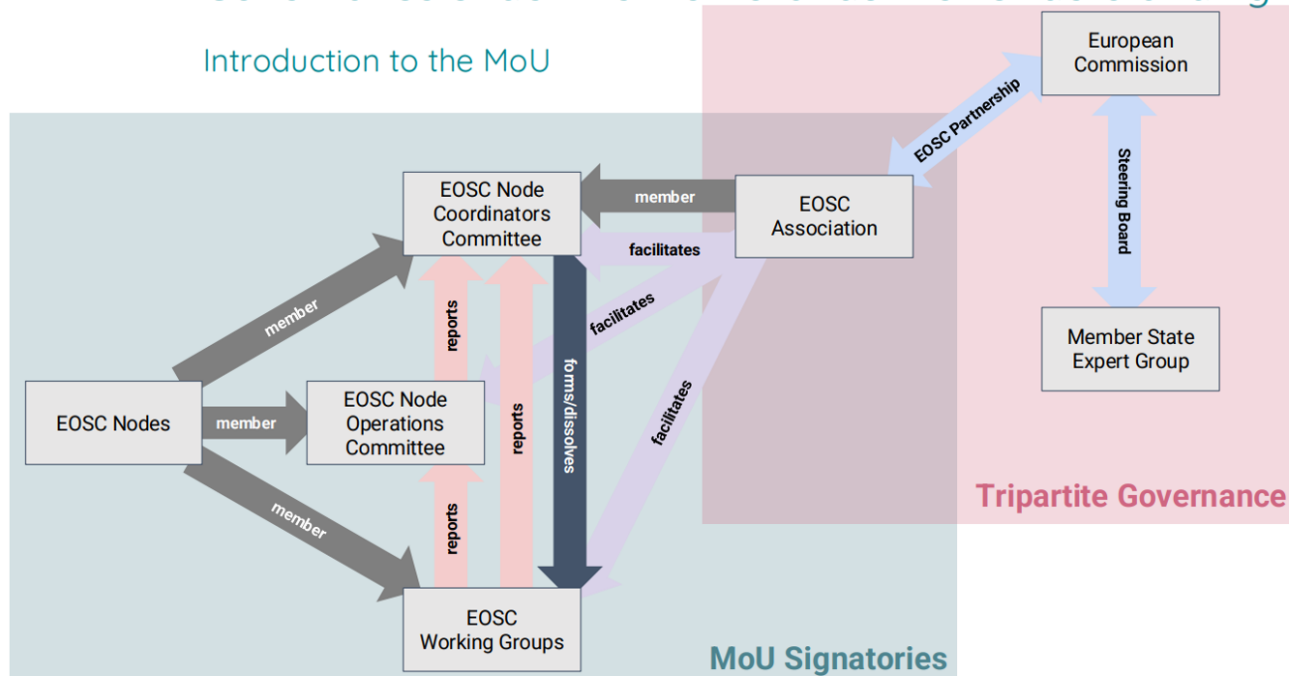 Introduction to the MoU
European
Commission
EOSC Partnership
Steering Board
EOSC Node
Coordinators
Committee
member
EOSC
Association
facilitates
member
reports
facilitates
Member State
Expert Group
EOSC Nodes
member
EOSC Node
Operations
Committee
reports
forms/dissolves
facilitates
member
reports
Tripartite Governance
EOSC
Working Groups
MoU Signatories